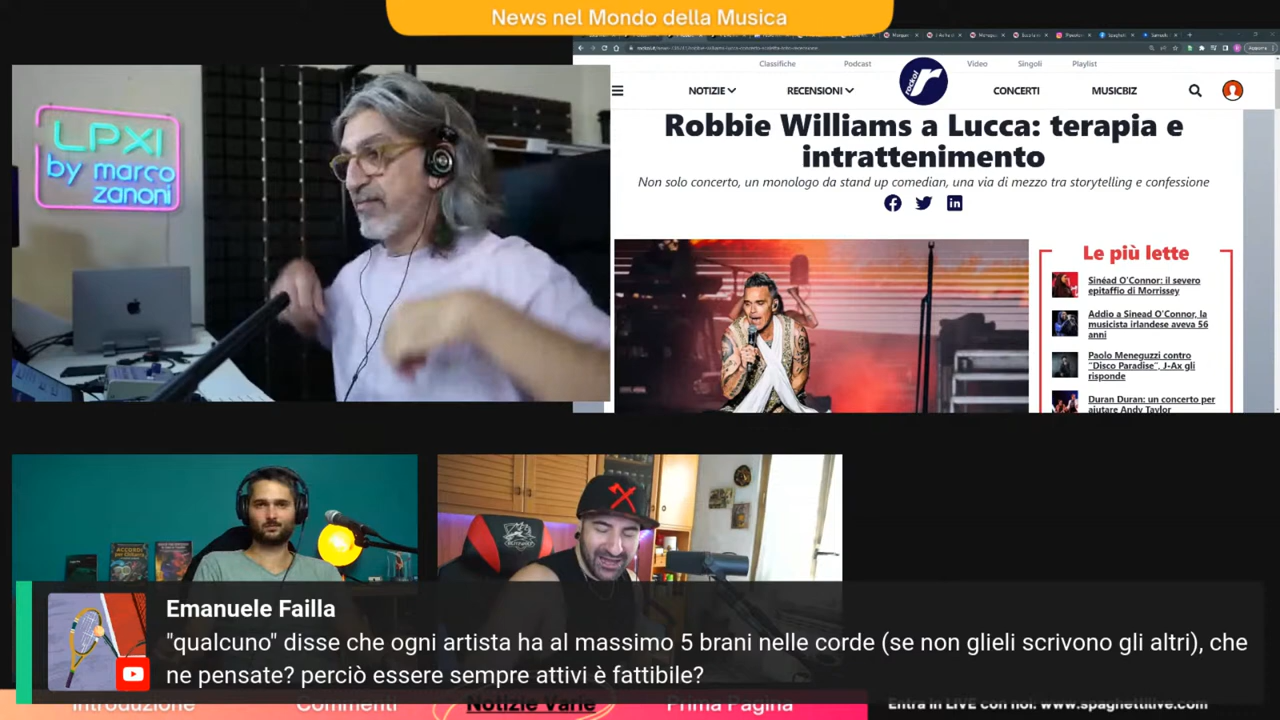 News nel Mondo della Musica
Classifiche
Podcast
Video
Singoli
Playlist
NOTIZIE
RECENSIONI
rockol
CONCERTI
MUSICBIZ
Robbie Williams a Lucca: terapia e
intrattenimento
Non solo concerto, un monologo da stand up comedian, una via di mezzo tra storytelling e confessione
Le più lette
Sinéad O'Connor: il severo
epitaffio di Morrissey
Addio a Sinead O'Connor, la
musicista irlandese aveva 56
anni
Paolo Meneguzzi contro
"Disco Paradise", J-Ax gli
risponde
Duran Duran: un concerto per
aiutare Andy Taylor
LPXI
by marco
zanoni
ACCORDI
Emanuele Failla
"qualcuno" disse che ogni artista ha al massimo 5 brani nelle corde (se non glieli scrivono gli altri), che
ne pensate? perciò essere sempre attivi è fattibile?
Introduzione
Commenti
Notizie Varie
Prima Pagina
Entra in LIVE con noi: www.spaghettilive.com